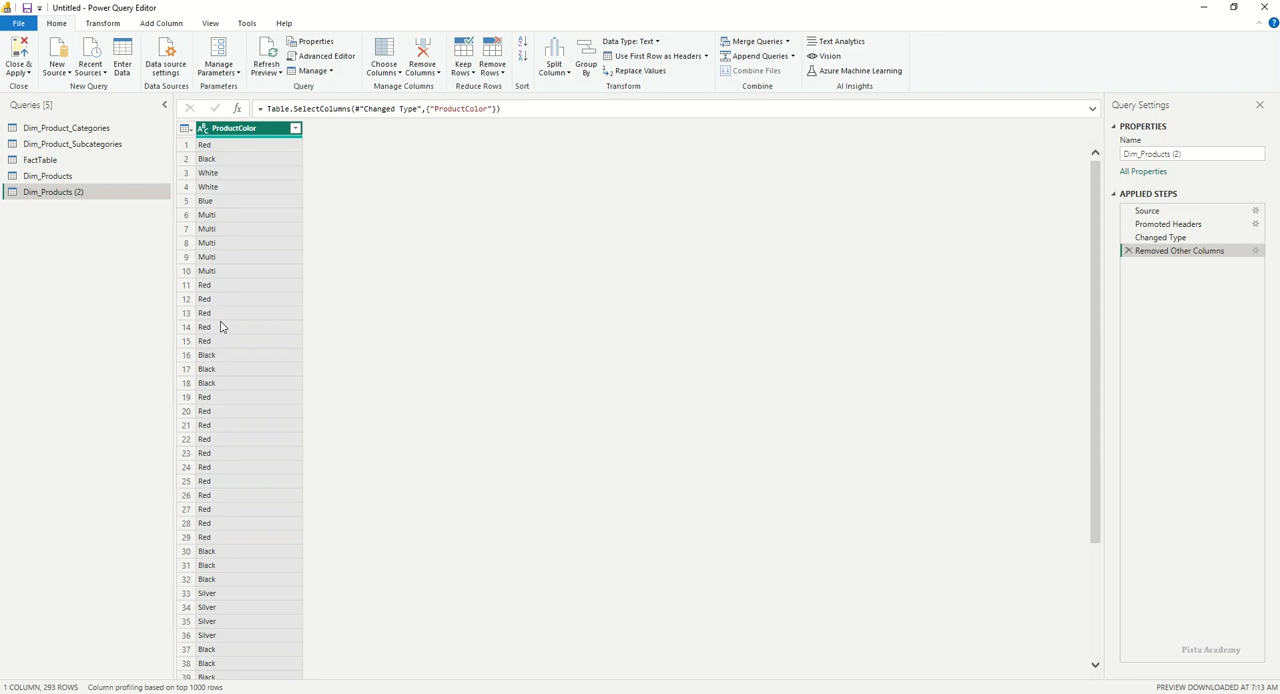 Untitled - Power Query Editor
File Home Transform Add Column View Tools Help
Close & Apply
New Source
Recent Sources
Enter Data
Data source settings
Manage Parameters
Refresh Preview
Properties
Advanced Editor
Manage
Choose Columns
Remove Columns
Keep Rows
Remove Rows
Split Column
Group By
Data Type: Text
Use First Row as Headers
Replace Values
Merge Queries
Append Queries
Combine Files
Text Analytics
Vision
Azure Machine Learning
Close
New Query
Data Sources
Parameters
Query
Manage Columns
Reduce Rows
Sort
Transform
Combine
AI Insights
Queries [5]
Dim_Product_Categories
Dim_Product_Subcategories
FactTable
Dim_Products
Dim_Products (2)
fx = Table.SelectColumns(#"Changed Type",{"ProductColor"})
ABC ProductColor
1 Red
2 Black
3 White
4 White
5 Blue
6 Multi
7 Multi
8 Multi
9 Multi
10 Multi
11 Red
12 Red
13 Red
14 Red
15 Red
16 Black
17 Black
18 Black
19 Red
20 Red
21 Red
22 Red
23 Red
24 Red
25 Red
26 Red
27 Red
28 Red
29 Red
30 Black
31 Black
32 Black
33 Silver
34 Silver
35 Silver
36 Silver
37 Black
38 Black
39 Black
Query Settings
PROPERTIES
Name
Dim_Products (2)
All Properties
APPLIED STEPS
Source
Promoted Headers
Changed Type
Removed Other Columns
Pista Academy
1 COLUMN, 293 ROWS Column profiling based on top 1000 rows
PREVIEW DOWNLOADED AT 7:13 AM